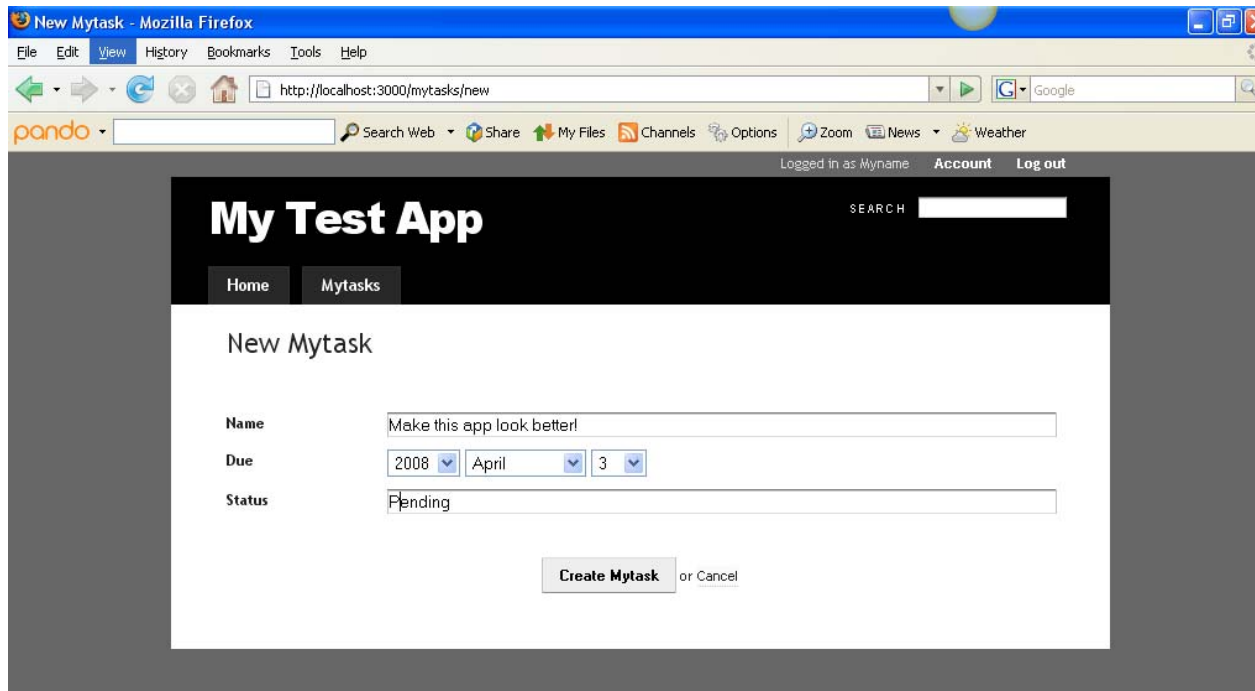 New Mytask - Mozilla Firefox
File Edit View History Bookmarks Tools Help
http://localhost:3000/mytasks/new G Google
pando Search Web Share My Files Channels Options Zoom News Weather
Logged in as Myname Account Log out
My Test App SEARCH
Home Mytasks
New Mytask
Name Make this app look better!
Due 2008 April 3
Status Pending
Create Mytask or Cancel